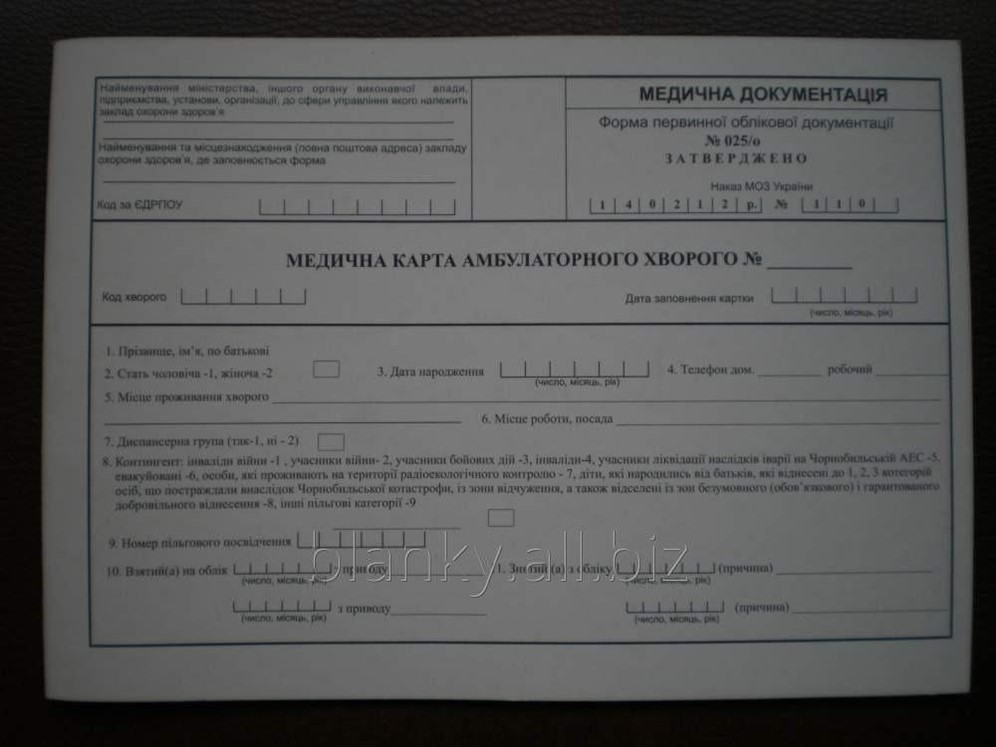 Найменування міністерства, іншого органу виконавчої влади,
підприємства, установи, організації, до сфери управління якого належить
заклад охорони здоров'я
Найменування та місцезнаходження (повна поштова адреса) закладу
охорони здоров'я, де заповнюється форма
Код за ЄДРПОУ
МЕДИЧНА ДОКУМЕНТАЦІЯ
Форма первинної облікової документації
№ 025/о
ЗАТВЕРДЖЕНО
Наказ МОЗ України
1 4 0 2 1 2 р. № 1 1 0
МЕДИЧНА КАРТА АМБУЛАТОРНОГО ХВОРОГО №
Код хворого
Дата заповнення картки
(число, місяць, рік)
1. Прізвище, ім'я, по батькові
2. Стать чоловіча -1, жіноча -2 3. Дата народження 4. Телефон дом. робочий
(число, місяць, рік)
5. Місце проживання хворого
6. Місце роботи, посада
7. Диспансерна група (так-1, ні - 2)
8. Контингент: інваліди війни -1 , учасники війни- 2, учасники бойових дій -3, інваліди-4, учасники ліквідації наслідків іварії на Чорнобильській АЕС -5,
евакуйовані -6, особи, які проживають на території радіоекологічного контролю - 7, діти, які народились від батьків, які віднесені до 1, 2, 3 котегорій
осіб, що постраждали внаслідок Чорнобильської котастрофи, із зони відчуження, а також відселені із зон безумовного (обов'язкового) і гарантованого
добровільного віднесення -8, інші пільгові категорії -9
9. Номер пільгового посвідчення
blanky.all.biz
10. Взятий(а) на облік з приводу 1. Знятий(а) з обліку (причина)
(число, місяць, рік) (число, місяць, рік)
з приводу (причина)
(число, місяць, рік) (число, місяць, рік)